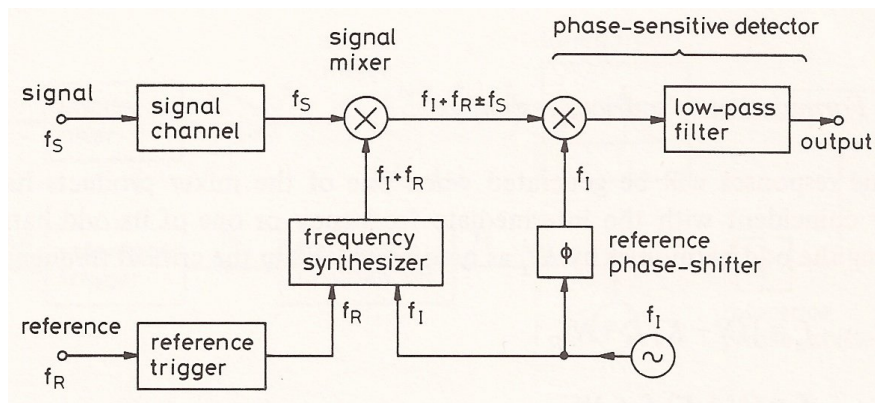 phase-sensitive detector
signal
mixer
signal
f_S
signal
channel
f_S
f_I+f_R±f_S
low-pass
filter
output
f_I+f_R
f_I
frequency
synthesizer
ϕ
reference
phase-shifter
f_R
f_I
f_I
reference
f_R
reference
trigger
~